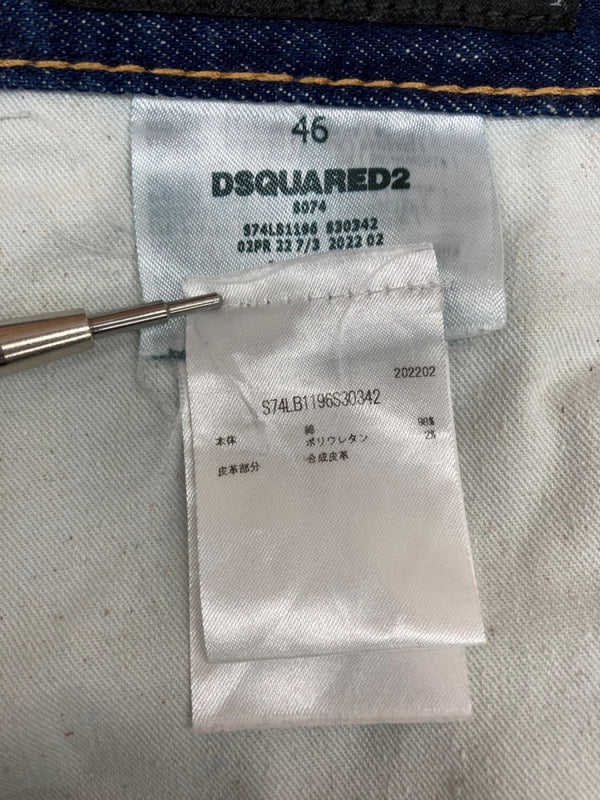 46
DSQUARED2
S074
S74LB1196 S30342
02PR 22 7/3 2022 02
202202
S74LB1196S30342
本体 綿 98%
ポリウレタン 2%
皮革部分 合成皮革